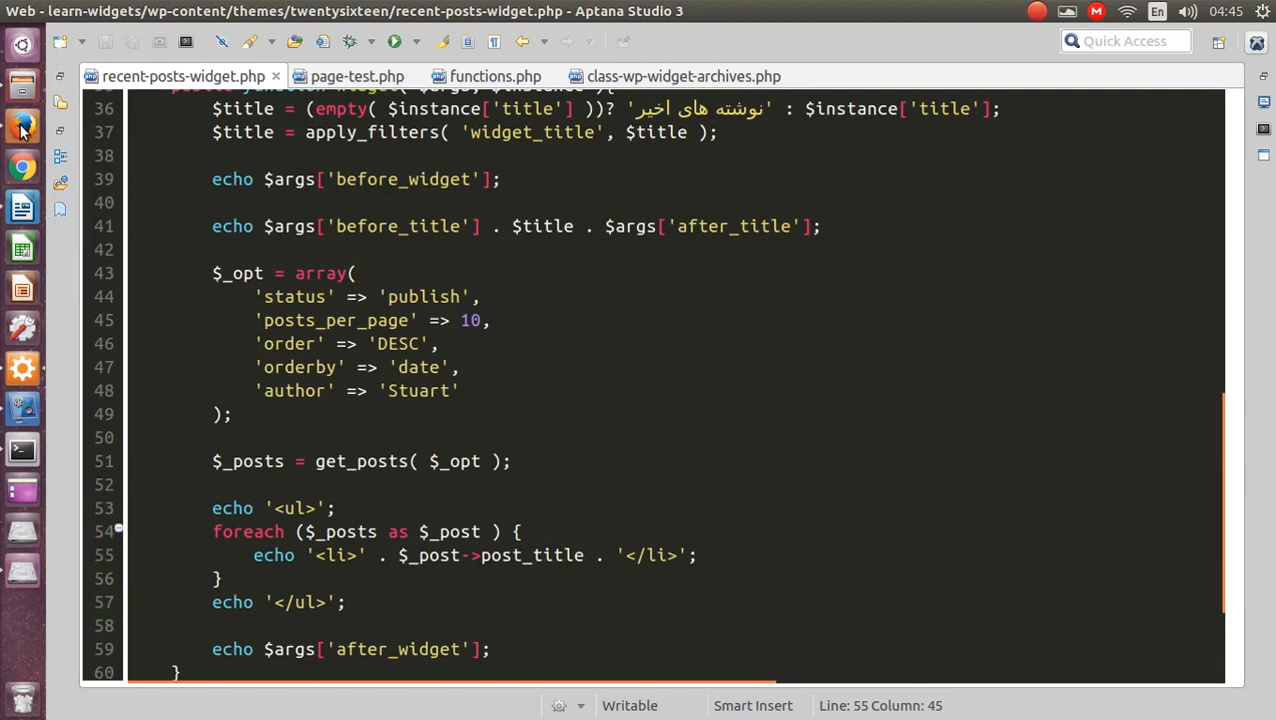 Web - learn-widgets/wp-content/themes/twentysixteen/recent-posts-widget.php - Aptana Studio 3
En
04:45
Quick Access
recent-posts-widget.php
page-test.php
functions.php
class-wp-widget-archives.php
36 $title = (empty( $instance['title'] ))? 'نوشته های اخیر' : $instance['title'];
37 $title = apply_filters( 'widget_title', $title );
38
39 echo $args['before_widget'];
40
41 echo $args['before_title'] . $title . $args['after_title'];
42
43 $_opt = array(
44 'status' => 'publish',
45 'posts_per_page' => 10,
46 'order' => 'DESC',
47 'orderby' => 'date',
48 'author' => 'Stuart'
49 );
50
51 $_posts = get_posts( $_opt );
52
53 echo '<ul>';
54 foreach ($_posts as $_post ) {
55 echo '<li>' . $_post->post_title . '</li>';
56 }
57 echo '</ul>';
58
59 echo $args['after_widget'];
60 }
Writable
Smart Insert
Line: 55 Column: 45